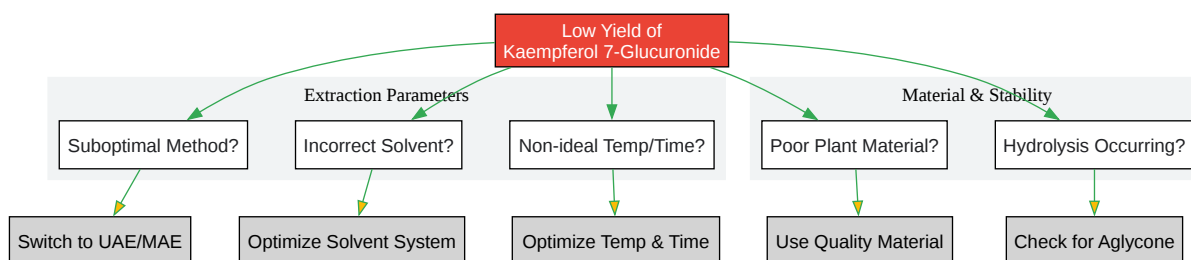 Low Yield of
Kaempferol 7-Glucuronide
Extraction Parameters
Material & Stability
Suboptimal Method?
Incorrect Solvent?
Non-ideal Temp/Time?
Poor Plant Material?
Hydrolysis Occurring?
Switch to UAE/MAE
Optimize Solvent System
Optimize Temp & Time
Use Quality Material
Check for Aglycone